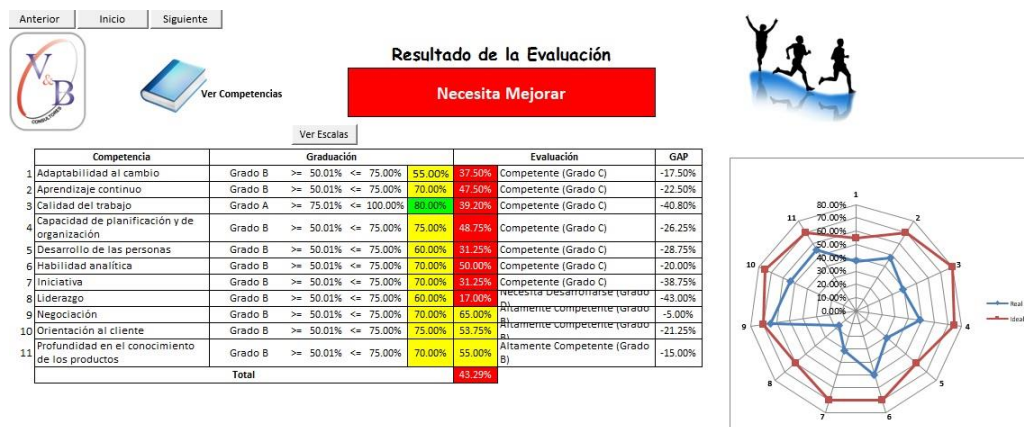 Anterior Inicio Siguiente
V&B
CONSULTORES
Ver Competencias
Resultado de la Evaluación
Necesita Mejorar
Ver Escalas
Competencia Graduación Evaluación GAP
1 Adaptabilidad al cambio Grado B >= 50.01% <= 75.00% 55.00% 37.50% Competente (Grado C) -17.50%
2 Aprendizaje continuo Grado B >= 50.01% <= 75.00% 70.00% 47.50% Competente (Grado C) -22.50%
3 Calidad del trabajo Grado A >= 75.01% <= 100.00% 80.00% 39.20% Competente (Grado C) -40.80%
4 Capacidad de planificación y de
organización Grado B >= 50.01% <= 75.00% 75.00% 48.75% Competente (Grado C) -26.25%
5 Desarrollo de las personas Grado B >= 50.01% <= 75.00% 60.00% 31.25% Competente (Grado C) -28.75%
6 Habilidad analítica Grado B >= 50.01% <= 75.00% 70.00% 50.00% Competente (Grado C) -20.00%
7 Iniciativa Grado B >= 50.01% <= 75.00% 70.00% 31.25% Competente (Grado C) -38.75%
8 Liderazgo Grado B >= 50.01% <= 75.00% 60.00% 17.00% Necesita Desarrollarse (Grado D) -43.00%
9 Negociación Grado B >= 50.01% <= 75.00% 70.00% 65.00% Altamente Competente (Grado B) -5.00%
10 Orientación al cliente Grado B >= 50.01% <= 75.00% 75.00% 53.75% Altamente Competente (Grado B) -21.25%
11 Profundidad en el conocimiento
de los productos Grado B >= 50.01% <= 75.00% 70.00% 55.00% Altamente Competente (Grado
B) -15.00%
Total 43.29%
1
2
3
4
5
6
7
8
9
10
11
80.00%
70.00%
60.00%
50.00%
40.00%
30.00%
20.00%
10.00%
0.00%
Real
Ideal